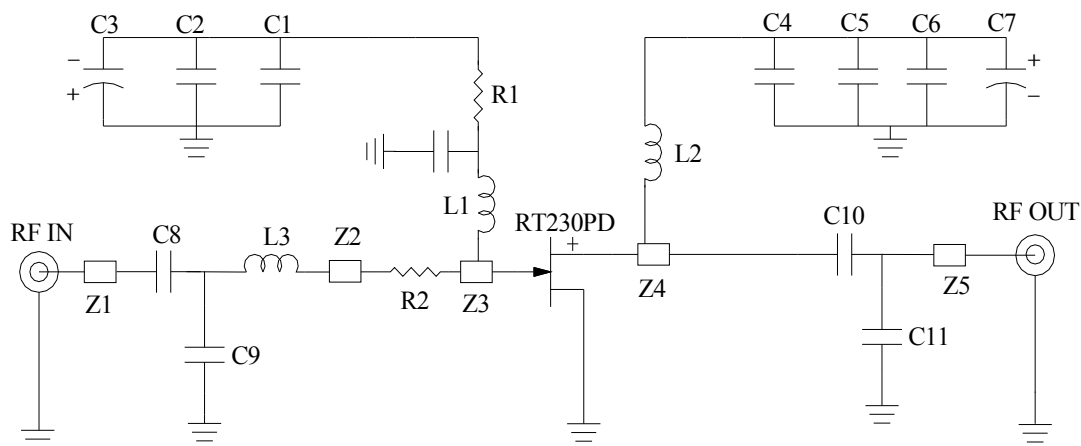 C3 C2 C1 C4 C5 C6 C7
− + + −
R1
L2
L1
RT230PD
+
RF IN C8 L3 Z2 C10 RF OUT
Z1 R2 Z3 Z4 Z5
C9 C11